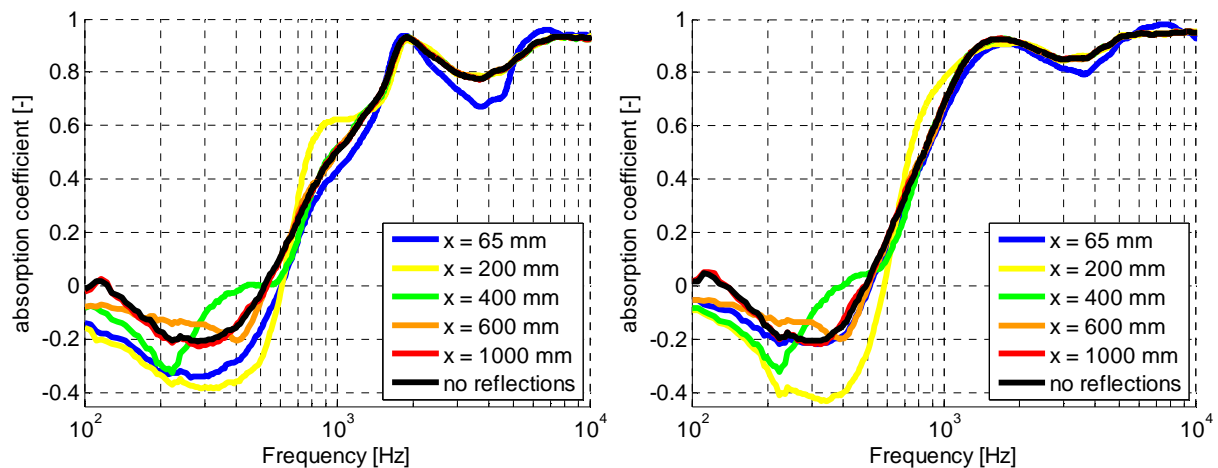 1
0.8
0.6
0.4
0.2
0
-0.2
-0.4
absorption coefficient [-]
10^2
10^3
10^4
Frequency [Hz]
x = 65 mm
x = 200 mm
x = 400 mm
x = 600 mm
x = 1000 mm
no reflections
1
0.8
0.6
0.4
0.2
0
-0.2
-0.4
absorption coefficient [-]
10^2
10^3
10^4
Frequency [Hz]
x = 65 mm
x = 200 mm
x = 400 mm
x = 600 mm
x = 1000 mm
no reflections